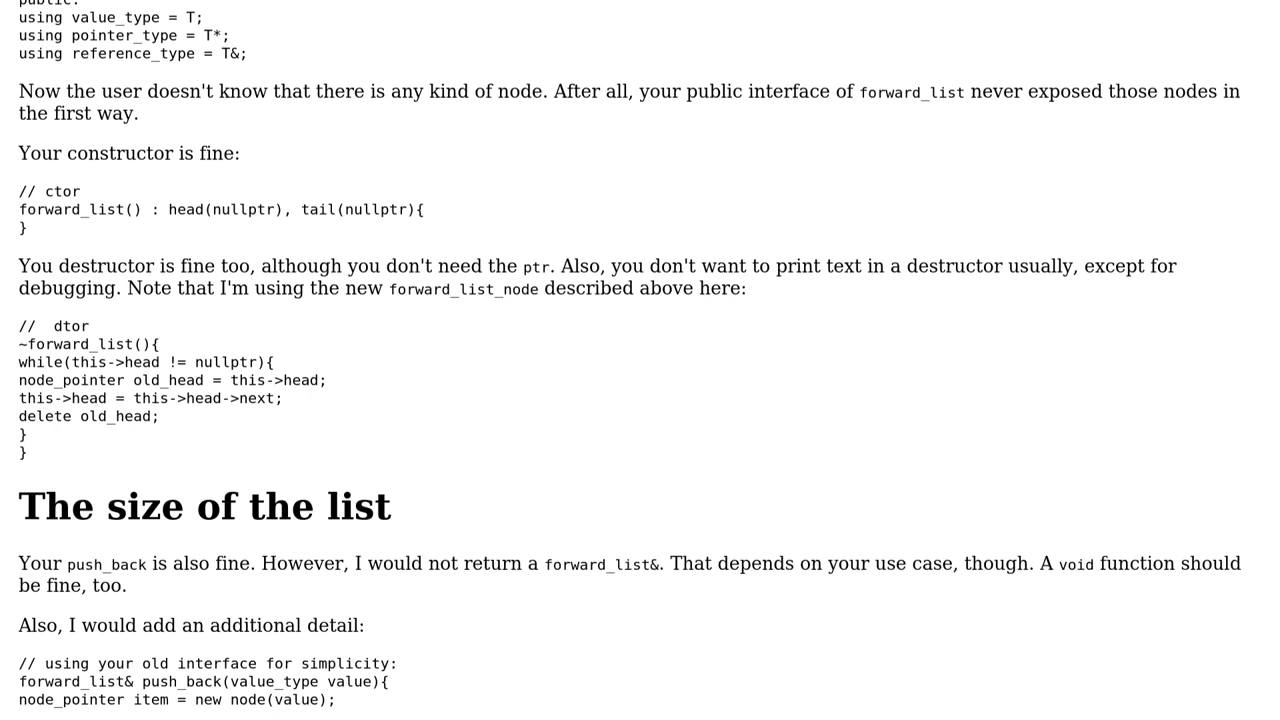 public:
using value_type = T;
using pointer_type = T*;
using reference_type = T&;
Now the user doesn't know that there is any kind of node. After all, your public interface of forward_list never exposed those nodes in
the first way.
Your constructor is fine:
// ctor
forward_list() : head(nullptr), tail(nullptr){
}
You destructor is fine too, although you don't need the ptr. Also, you don't want to print text in a destructor usually, except for
debugging. Note that I'm using the new forward_list_node described above here:
//  dtor
~forward_list(){
while(this->head != nullptr){
node_pointer old_head = this->head;
this->head = this->head->next;
delete old_head;
}
}
The size of the list
Your push_back is also fine. However, I would not return a forward_list&. That depends on your use case, though. A void function should
be fine, too.
Also, I would add an additional detail:
// using your old interface for simplicity:
forward_list& push_back(value_type value){
node_pointer item = new node(value);